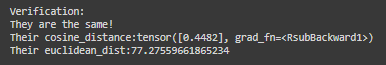 Verification:
They are the same!
Their cosine_distance:tensor([0.4482], grad_fn=<RsubBackward1>)
Their euclidean_dist:77.27559661865234